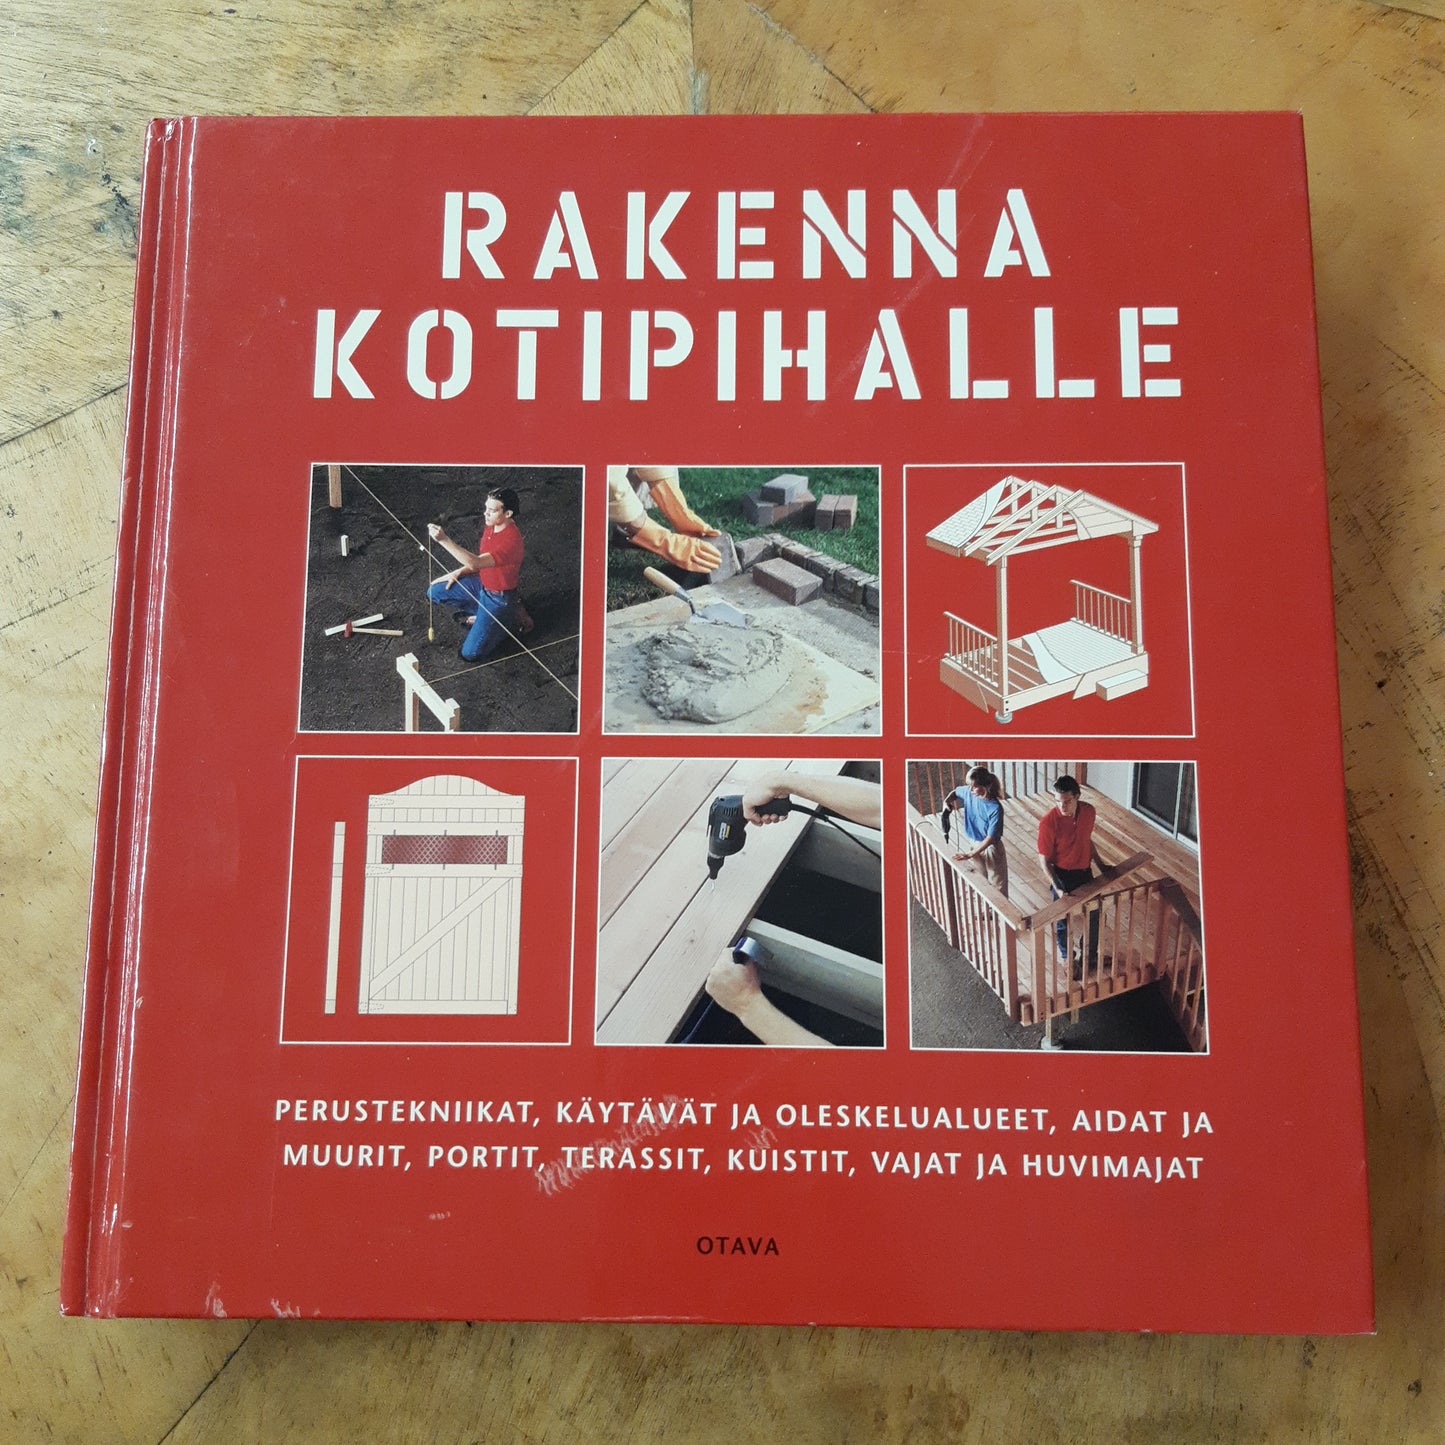 RAKENNA
KOTIPIHALLE
PERUSTEKNIIKAT, KÄYTÄVÄT JA OLESKELUALUEET, AIDAT JA
MUURIT, PORTIT, TERASSIT, KUISTIT, VAJAT JA HUVIMAJAT
OTAVA